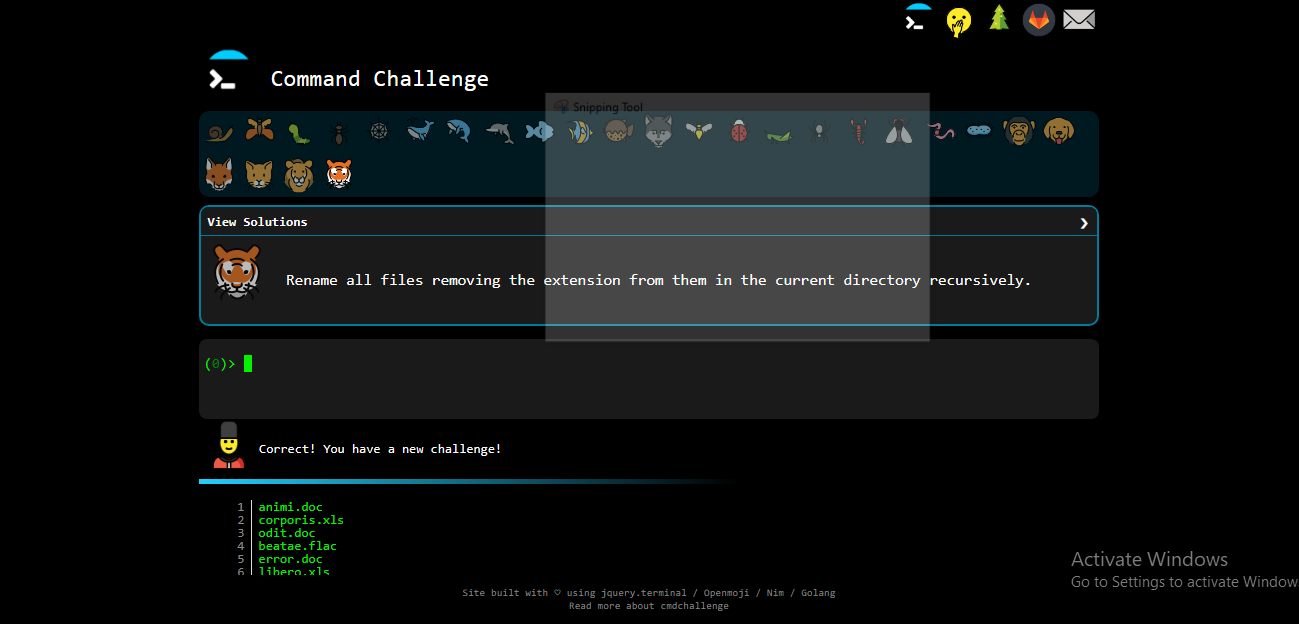 Command Challenge
Snipping Tool
View Solutions
Rename all files removing the extension from them in the current directory recursively.
(0)>
Correct! You have a new challenge!
1 animi.doc
2 corporis.xls
3 odit.doc
4 beatae.flac
5 error.doc
6 libero.xls
Activate Windows
Go to Settings to activate Window
Site built with ♡ using jquery.terminal / Openmoji / Nim / Golang
Read more about cmdchallenge